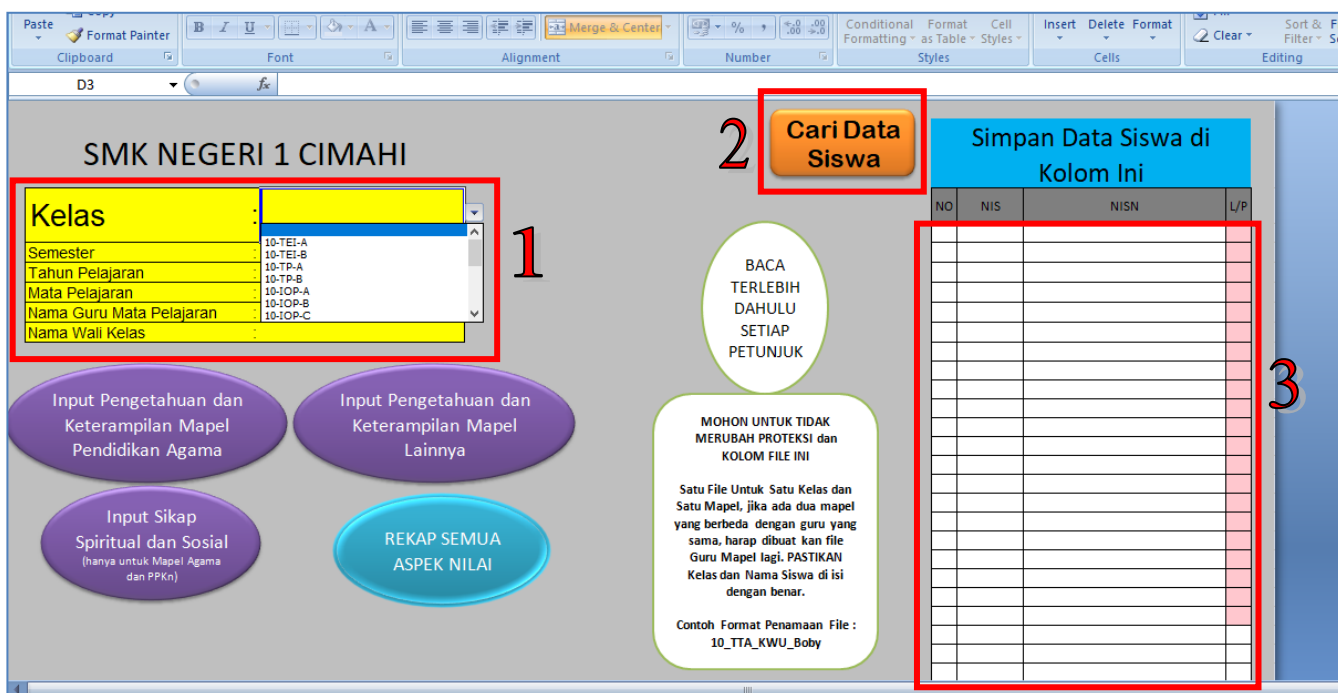 Paste
Format Painter
B I U
A
Merge & Center
%
Conditional Formatting
Format as Table
Cell Styles
Insert
Delete
Format
Clear
Sort &
Filter
Clipboard
Font
Alignment
Number
Styles
Cells
Editing
D3
fx
SMK NEGERI 1 CIMAHI
Kelas :
Semester :
Tahun Pelajaran :
Mata Pelajaran :
Nama Guru Mata Pelajaran :
Nama Wali Kelas :
10-TEI-A
10-TEI-B
10-TP-A
10-TP-B
10-IOP-A
10-IOP-B
10-IOP-C
1
2
Cari Data
Siswa
Simpan Data Siswa di
Kolom Ini
NO NIS NISN L/P
3
BACA
TERLEBIH
DAHULU
SETIAP
PETUNJUK
Input Pengetahuan dan
Keterampilan Mapel
Pendidikan Agama
Input Pengetahuan dan
Keterampilan Mapel
Lainnya
Input Sikap
Spiritual dan Sosial
(hanya untuk Mapel Agama
dan PPKn)
REKAP SEMUA
ASPEK NILAI
MOHON UNTUK TIDAK
MERUBAH PROTEKSI dan
KOLOM FILE INI
Satu File Untuk Satu Kelas dan
Satu Mapel, jika ada dua mapel
yang berbeda dengan guru yang
sama, harap dibuat kan file
Guru Mapel lagi. PASTIKAN
Kelas dan Nama Siswa di isi
dengan benar.
Contoh Format Penamaan File :
10_TTA_KWU_Boby